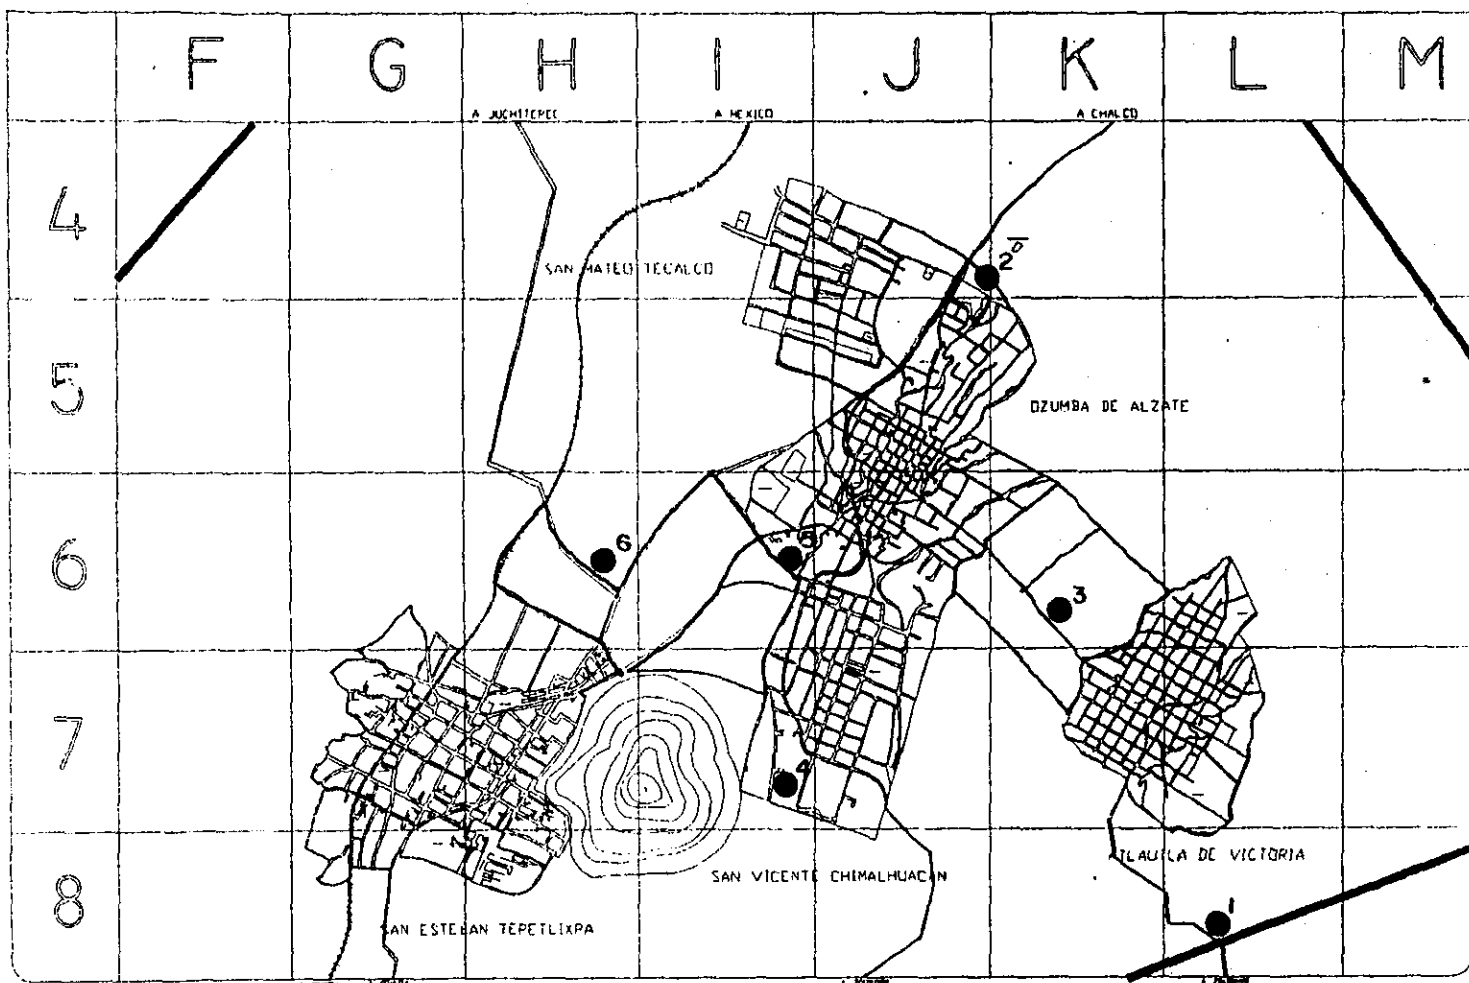 F G H I J K L M
A JUCHITEPEC A MEXICO A CHALCO
4
2
SAN MATEO TECALCO
5
OZUMBA DE ALZATE
6
6
5
3
7
4
8
ATLAUTLA DE VICTORIA
SAN VICENTE CHIMALHUACAN
1
SAN ESTEBAN TEPETLIXPA